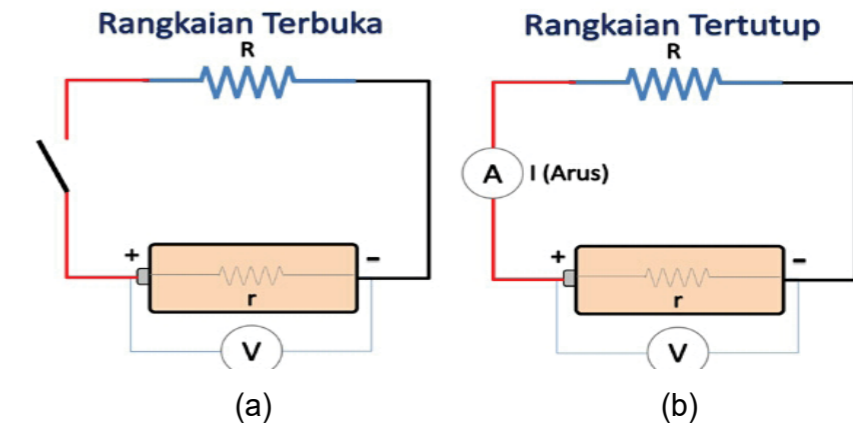 Rangkaian Terbuka
R
+
−
r
V
(a)
Rangkaian Tertutup
R
A
I (Arus)
+
−
r
V
(b)